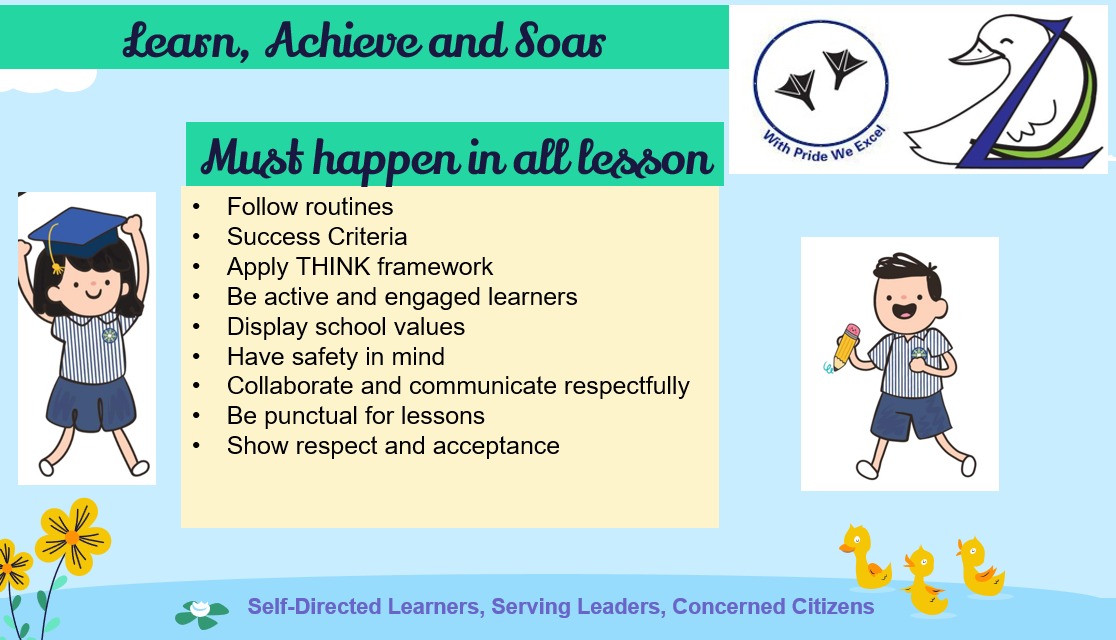 Learn, Achieve and Soar
With Pride We Excel
Must happen in all lesson
• Follow routines
• Success Criteria
• Apply THINK framework
• Be active and engaged learners
• Display school values
• Have safety in mind
• Collaborate and communicate respectfully
• Be punctual for lessons
• Show respect and acceptance
Self-Directed Learners, Serving Leaders, Concerned Citizens